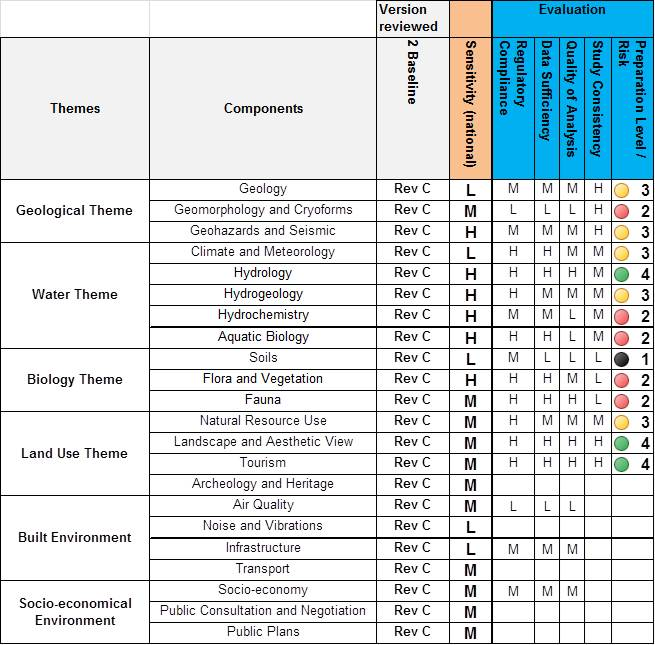 Version reviewed Evaluation
Themes Components 2 Baseline Sensitivity (national) Regulatory Compliance Data Sufficiency Quality of Analysis Study Consistency Preparation Level / Risk
Geological Theme
Geology Rev C L M M M H 3
Geomorphology and Cryoforms Rev C M L L L H 2
Geohazards and Seismic Rev C H M M M H 3
Water Theme
Climate and Meteorology Rev C L H H M M 3
Hydrology Rev C H H H H M 4
Hydrogeology Rev C H H M M M 3
Hydrochemistry Rev C H M M L M 2
Aquatic Biology Rev C H H H L M 2
Biology Theme
Soils Rev C L M L L L 1
Flora and Vegetation Rev C H H H M L 2
Fauna Rev C M H H H L 2
Land Use Theme
Natural Resource Use Rev C M H M M M 3
Landscape and Aesthetic View Rev C M H H H H 4
Tourism Rev C M H H H H 4
Archeology and Heritage Rev C M
Built Environment
Air Quality Rev C M L L L
Noise and Vibrations Rev C L
Infrastructure Rev C L M M M
Transport Rev C M
Socio-economical Environment
Socio-economy Rev C M M M M
Public Consultation and Negotiation Rev C M
Public Plans Rev C M